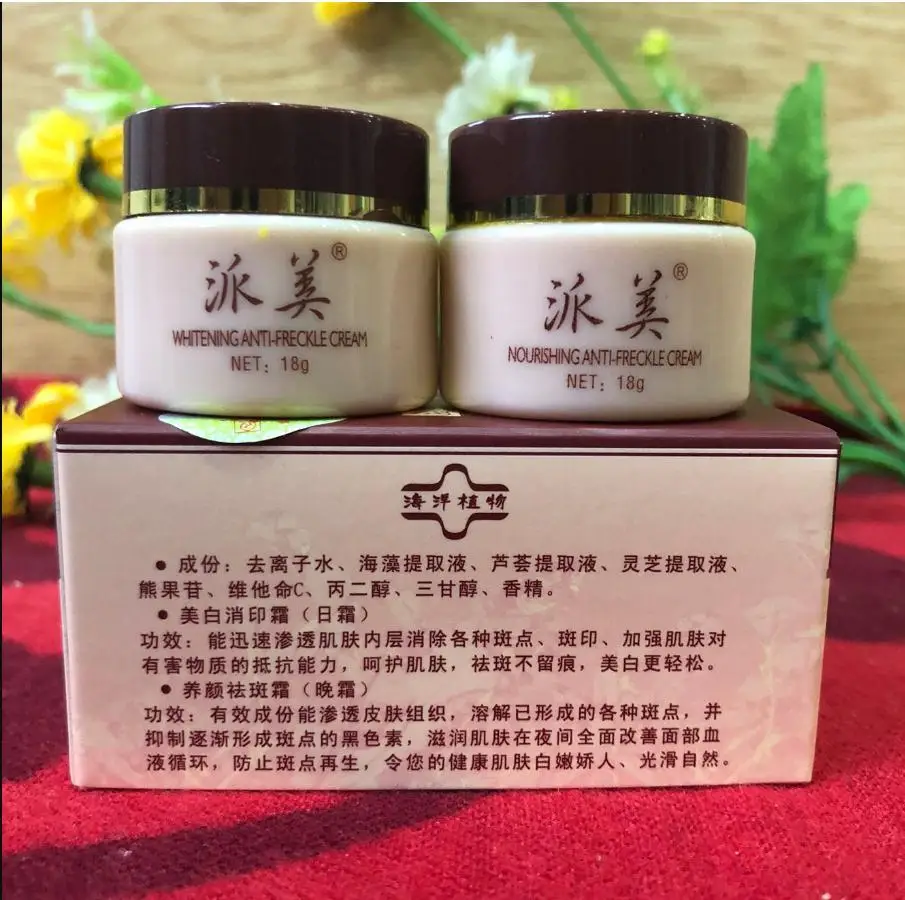 派美®
WHITENING ANTI-FRECKLE CREAM
NET: 18g
派美®
NOURISHING ANTI-FRECKLE CREAM
NET: 18g
海洋植物
● 成份：去离子水、海藻提取液、芦荟提取液、灵芝提取液、
熊果苷、维他命C、丙二醇、三甘醇、香精。
● 美白消印霜（日霜）
功效：能迅速渗透肌肤内层消除各种斑点、斑印、加强肌肤对
有害物质的抵抗能力，呵护肌肤，祛斑不留痕，美白更轻松。
● 养颜祛斑霜（晚霜）
功效：有效成份能渗透皮肤组织，溶解已形成的各种斑点，并
抑制逐渐形成斑点的黑色素，滋润肌肤在夜间全面改善面部血
液循环，防止斑点再生，令您的健康肌肤白嫩娇人、光滑自然。